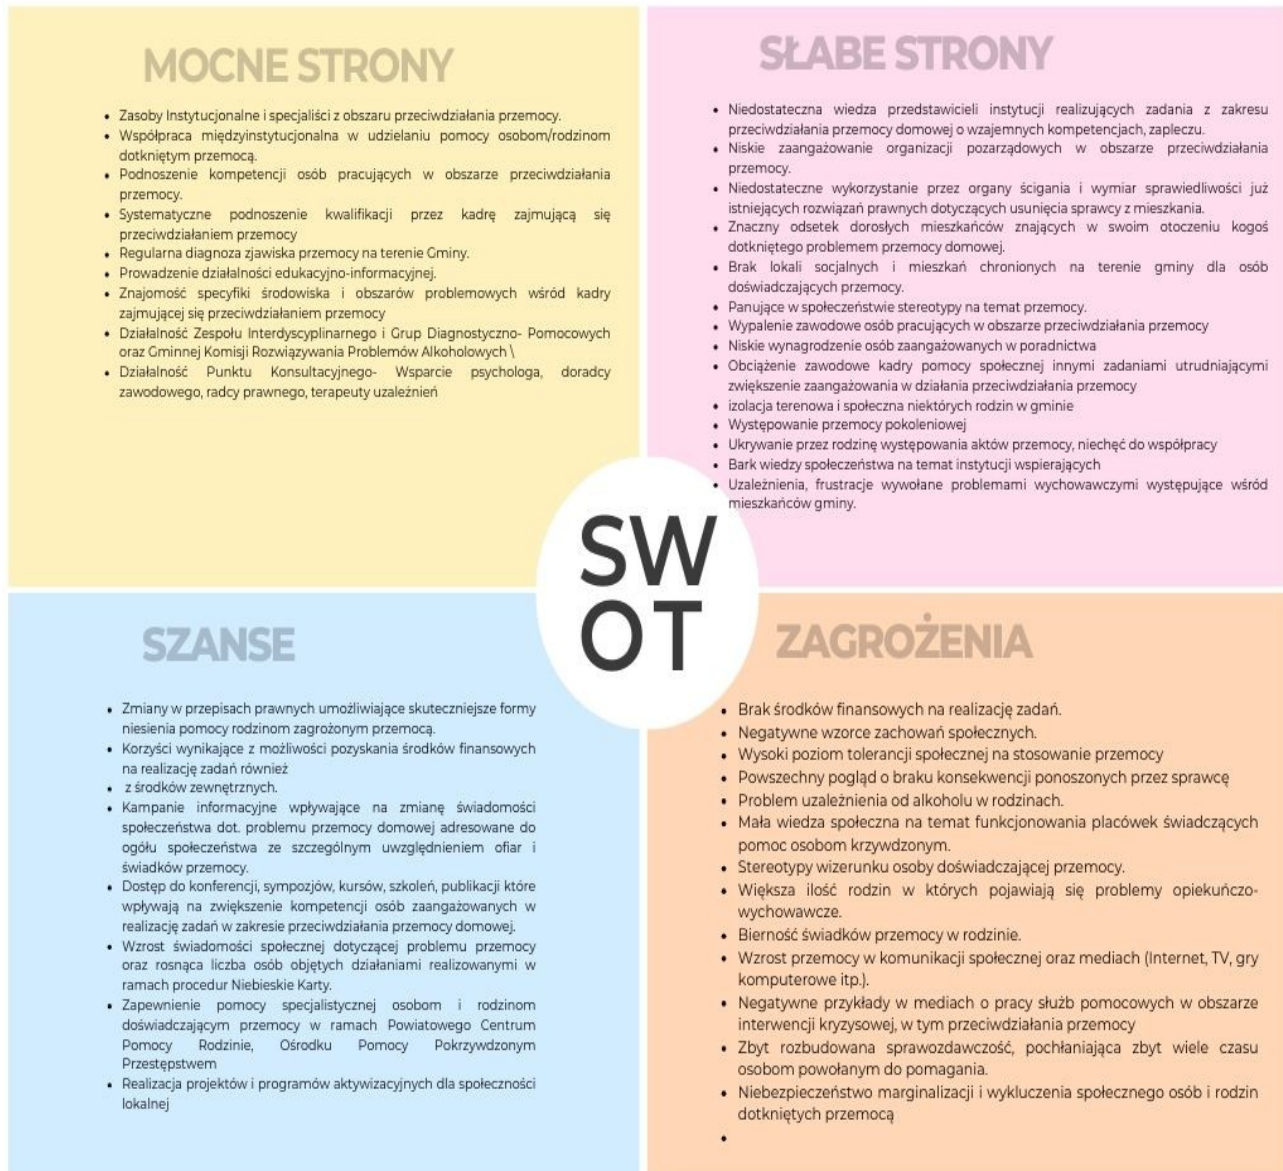 MOCNE STRONY
• Zasoby Instytucjonalne i specjaliści z obszaru przeciwdziałania przemocy.
• Współpraca międzyinstytucjonalna w udzielaniu pomocy osobom/rodzinom
dotkniętym przemocą.
• Podnoszenie kompetencji osób pracujących w obszarze przeciwdziałania
przemocy.
• Systematyczne podnoszenie kwalifikacji przez kadrę zajmującą się
przeciwdziałaniem przemocy
• Regularna diagnoza zjawiska przemocy na terenie Gminy.
• Prowadzenie działalności edukacyjno-informacyjnej.
• Znajomość specyfiki środowiska i obszarów problemowych wśród kadry
zajmującej się przeciwdziałaniem przemocy
• Działalność Zespołu Interdyscyplinarnego i Grup Diagnostyczno- Pomocowych
oraz Gminnej Komisji Rozwiązywania Problemów Alkoholowych \
• Działalność Punktu Konsultacyjnego- Wsparcie psychologa, doradcy
zawodowego, radcy prawnego, terapeuty uzależnień
SŁABE STRONY
• Niedostateczna wiedza przedstawicieli instytucji realizujących zadania z zakresu
przeciwdziałania przemocy domowej o wzajemnych kompetencjach, zapleczu.
• Niskie zaangażowanie organizacji pozarządowych w obszarze przeciwdziałania
przemocy.
• Niedostateczne wykorzystanie przez organy ścigania i wymiar sprawiedliwości już
istniejących rozwiązań prawnych dotyczących usunięcia sprawcy z mieszkania.
• Znaczny odsetek dorosłych mieszkańców znających w swoim otoczeniu kogoś
dotkniętego problemem przemocy domowej.
• Brak lokali socjalnych i mieszkań chronionych na terenie gminy dla osób
doświadczających przemocy.
• Panujące w społeczeństwie stereotypy na temat przemocy.
• Wypalenie zawodowe osób pracujących w obszarze przeciwdziałania przemocy
• Niskie wynagrodzenie osób zaangażowanych w poradnictwa
• Obciążenie zawodowe kadry pomocy społecznej innymi zadaniami utrudniającymi
zwiększenie zaangażowania w działania przeciwdziałania przemocy
• izolacja terenowa i społeczna niektórych rodzin w gminie
• Występowanie przemocy pokoleniowej
• Ukrywanie przez rodzinę występowania aktów przemocy, niechęć do współpracy
• Bark wiedzy społeczeństwa na temat instytucji wspierających
• Uzależnienia, frustracje wywołane problemami wychowawczymi występujące wśród
mieszkańców gminy.
SW
OT
SZANSE
• Zmiany w przepisach prawnych umożliwiające skuteczniejsze formy
niesienia pomocy rodzinom zagrożonym przemocą.
• Korzyści wynikające z możliwości pozyskania środków finansowych
na realizację zadań również
• z środków zewnętrznych.
• Kampanie informacyjne wpływające na zmianę świadomości
społeczeństwa dot. problemu przemocy domowej adresowane do
ogółu społeczeństwa ze szczególnym uwzględnieniem ofiar i
świadków przemocy.
• Dostęp do konferencji, sympozjów, kursów, szkoleń, publikacji które
wpływają na zwiększenie kompetencji osób zaangażowanych w
realizację zadań w zakresie przeciwdziałania przemocy domowej.
• Wzrost świadomości społecznej dotyczącej problemu przemocy
oraz rosnąca liczba osób objętych działaniami realizowanymi w
ramach procedur Niebieskie Karty.
• Zapewnienie pomocy specjalistycznej osobom i rodzinom
doświadczającym przemocy w ramach Powiatowego Centrum
Pomocy Rodzinie, Ośrodku Pomocy Pokrzywdzonym
Przestępstwem
• Realizacja projektów i programów aktywizacyjnych dla społeczności
lokalnej
ZAGROŻENIA
• Brak środków finansowych na realizację zadań.
• Negatywne wzorce zachowań społecznych.
• Wysoki poziom tolerancji społecznej na stosowanie przemocy
• Powszechny pogląd o braku konsekwencji ponoszonych przez sprawcę
• Problem uzależnienia od alkoholu w rodzinach.
• Mała wiedza społeczna na temat funkcjonowania placówek świadczących
pomoc osobom krzywdzonym.
• Stereotypy wizerunku osoby doświadczającej przemocy.
• Większa ilość rodzin w których pojawiają się problemy opiekuńczo-
wychowawcze.
• Bierność świadków przemocy w rodzinie.
• Wzrost przemocy w komunikacji społecznej oraz mediach (Internet, TV, gry
komputerowe itp.).
• Negatywne przykłady w mediach o pracy służb pomocowych w obszarze
interwencji kryzysowej, w tym przeciwdziałania przemocy
• Zbyt rozbudowana sprawozdawczość, pochłaniająca zbyt wiele czasu
osobom powołanym do pomagania.
• Niebezpieczeństwo marginalizacji i wykluczenia społecznego osób i rodzin
dotkniętych przemocą
•